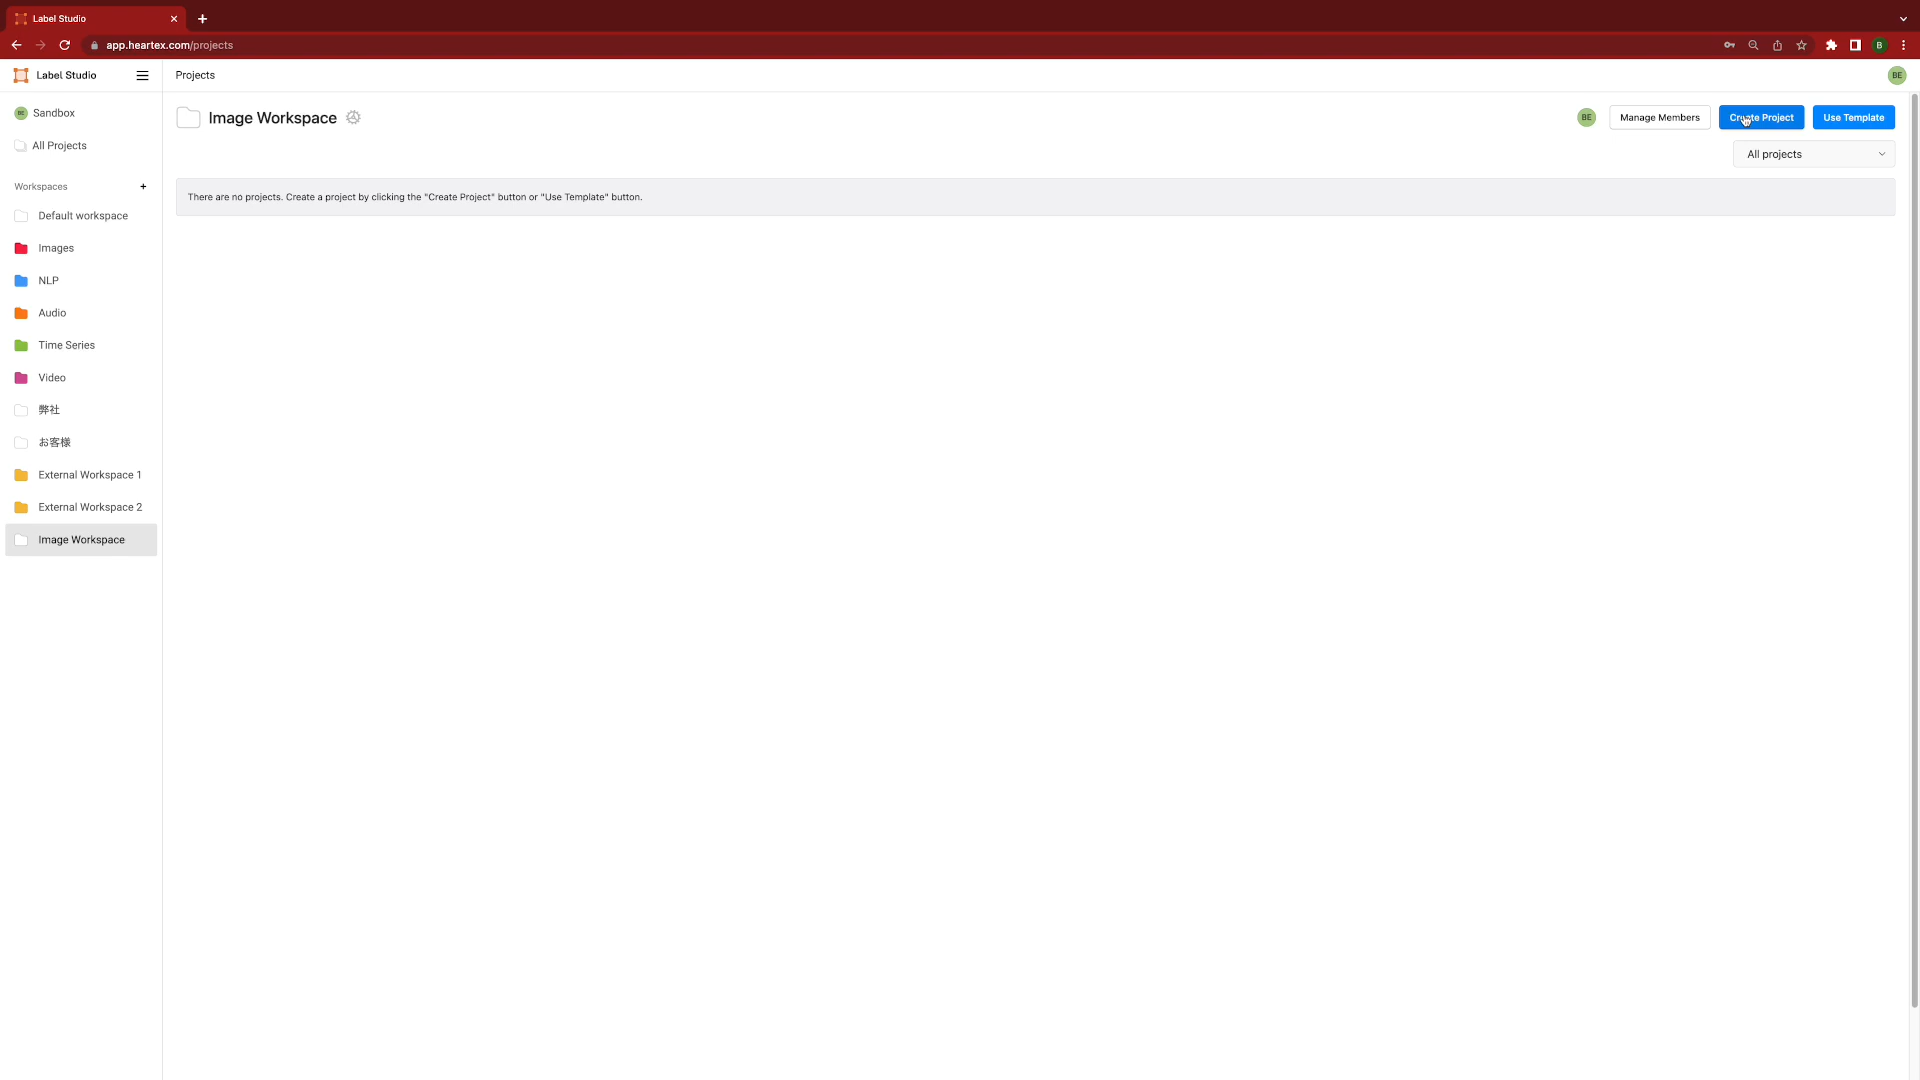 Label Studio
app.heartex.com/projects
B
Label Studio
Projects
BE
BE Sandbox
Image Workspace
BE
Manage Members
Create Project
Use Template
All Projects
All projects
Workspaces +
There are no projects. Create a project by clicking the "Create Project" button or "Use Template" button.
Default workspace
Images
NLP
Audio
Time Series
Video
弊社
お客様
External Workspace 1
External Workspace 2
Image Workspace